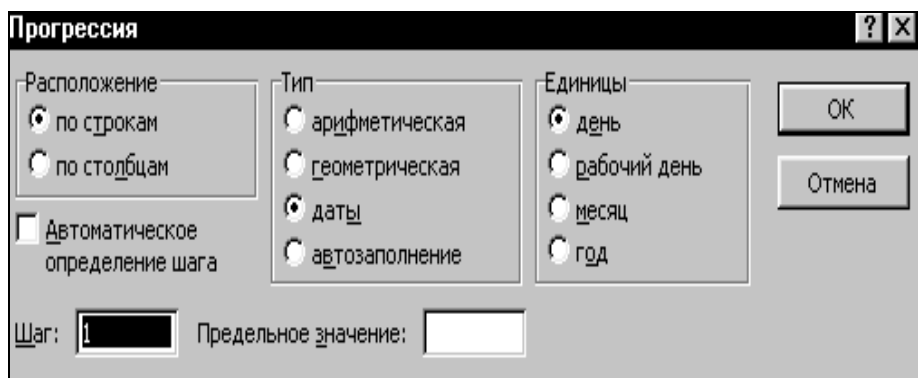 Прогрессия
Расположение
по строкам
по столбцам
Автоматическое
определение шага
Тип
арифметическая
геометрическая
даты
автозаполнение
Единицы
день
рабочий день
месяц
год
OK
Отмена
Шаг: 1
Предельное значение: